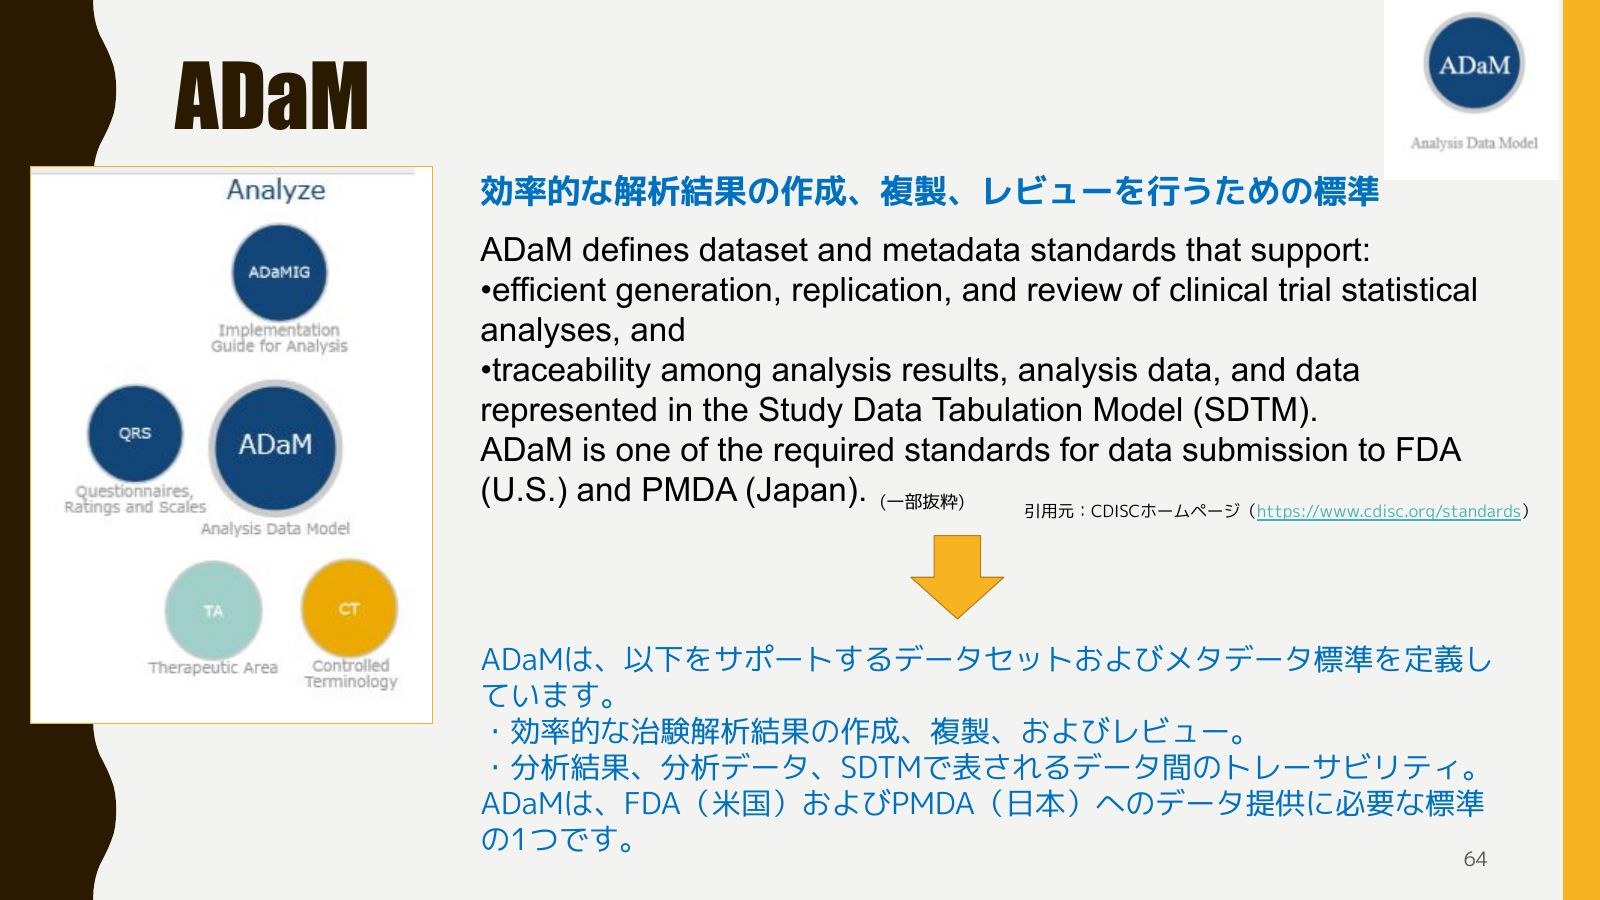 ADaM
ADaM
Analysis Data Model
Analyze
ADaMIG
Implementation
Guide for Analysis
QRS
Questionnaires,
Ratings and Scales
ADaM
Analysis Data Model
TA
Therapeutic Area
CT
Controlled
Terminology
効率的な解析結果の作成、複製、レビューを行うための標準
ADaM defines dataset and metadata standards that support:
•efficient generation, replication, and review of clinical trial statistical
analyses, and
•traceability among analysis results, analysis data, and data
represented in the Study Data Tabulation Model (SDTM).
ADaM is one of the required standards for data submission to FDA
(U.S.) and PMDA (Japan). (一部抜粋)
引用元：CDISCホームページ（https://www.cdisc.org/standards）
ADaMは、以下をサポートするデータセットおよびメタデータ標準を定義し
ています。
・効率的な治験解析結果の作成、複製、およびレビュー。
・分析結果、分析データ、SDTMで表されるデータ間のトレーサビリティ。
ADaMは、FDA（米国）およびPMDA（日本）へのデータ提供に必要な標準
の1つです。
64